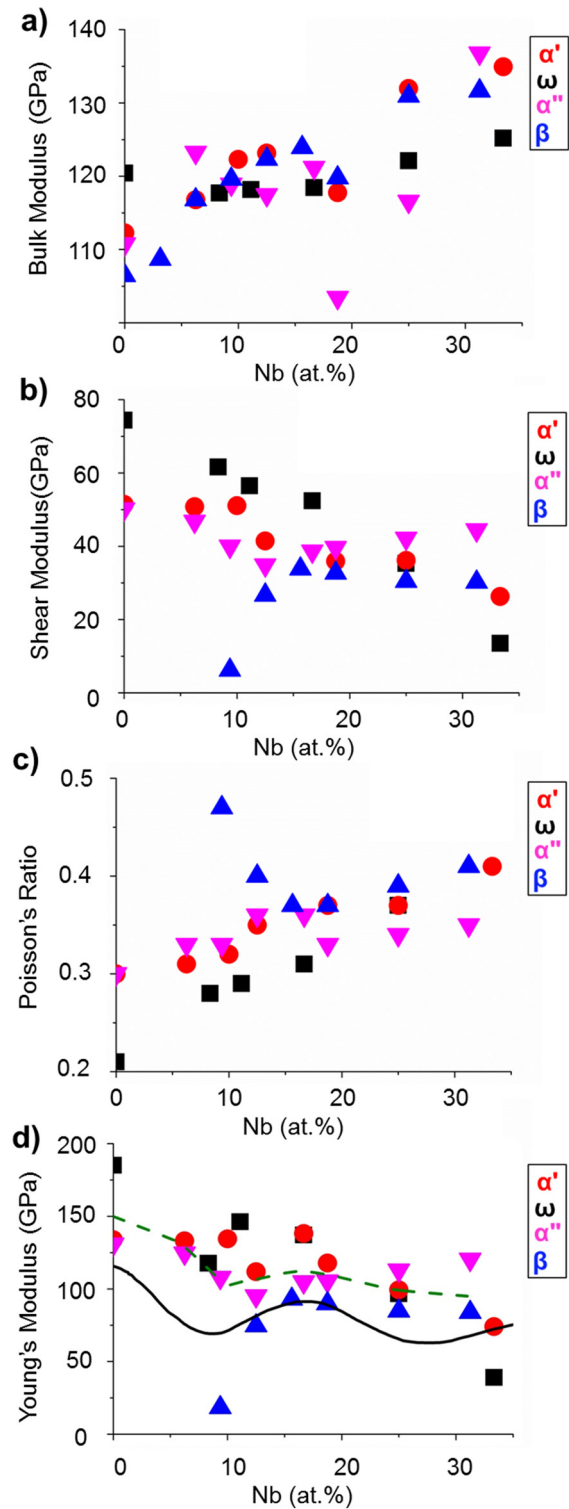 a)
Bulk Modulus (GPa)
140
130
120
110
0
10
20
30
Nb (at.%)
α'
ω
α"
β
b)
Shear Modulus(GPa)
80
60
40
20
0
0
10
20
30
Nb (at.%)
α'
ω
α"
β
c)
Poisson's Ratio
0.5
0.4
0.3
0.2
0
10
20
30
Nb (at.%)
α'
ω
α"
β
d)
Young's Modulus (GPa)
200
150
100
50
0
0
10
20
30
Nb (at.%)
α'
ω
α"
β